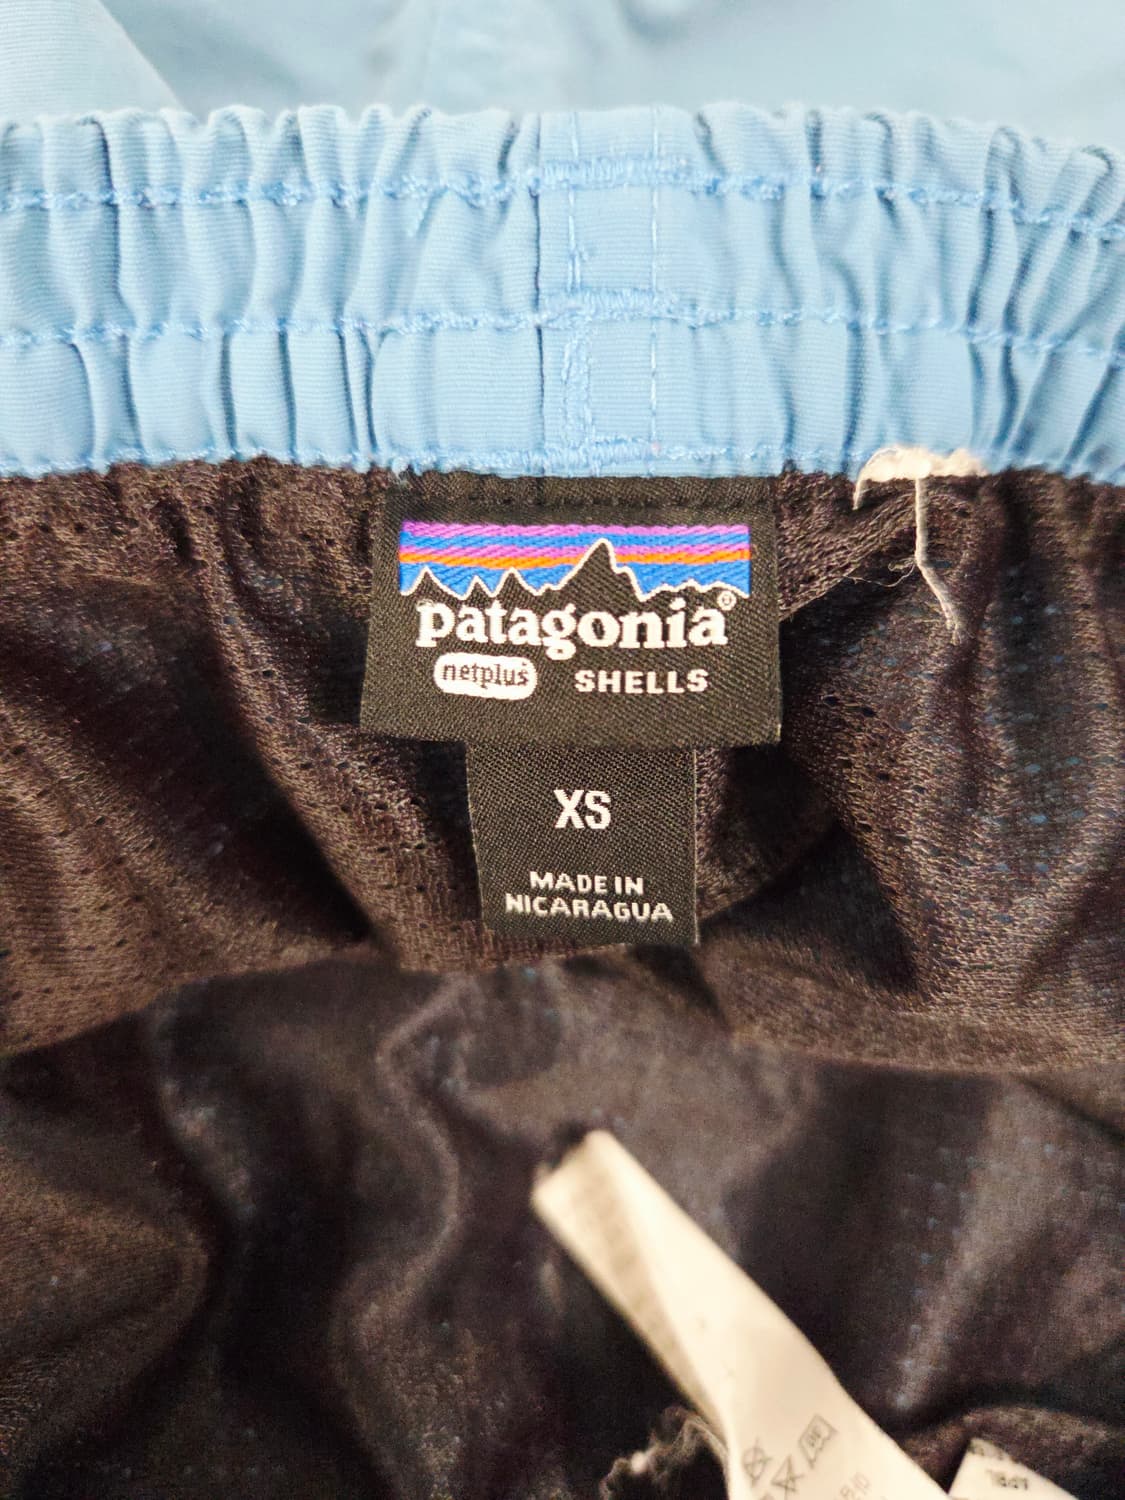 patagonia®
netplus SHELLS
XS
MADE IN
NICARAGUA